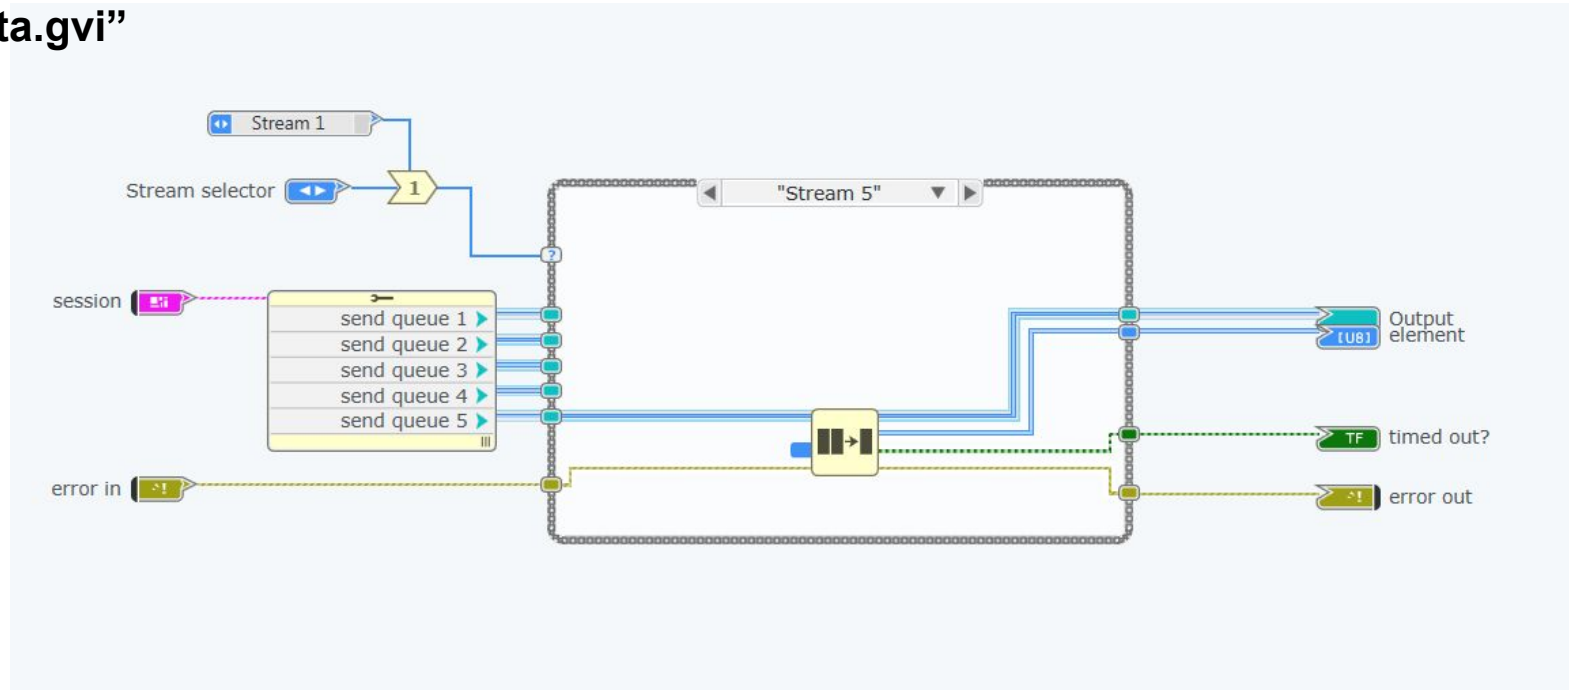 ta.gvi”
Stream 1
Stream selector
1
"Stream 5"
?
session
send queue 1
send queue 2
send queue 3
send queue 4
send queue 5
Output
element
[U8]
TF
timed out?
error in
error out